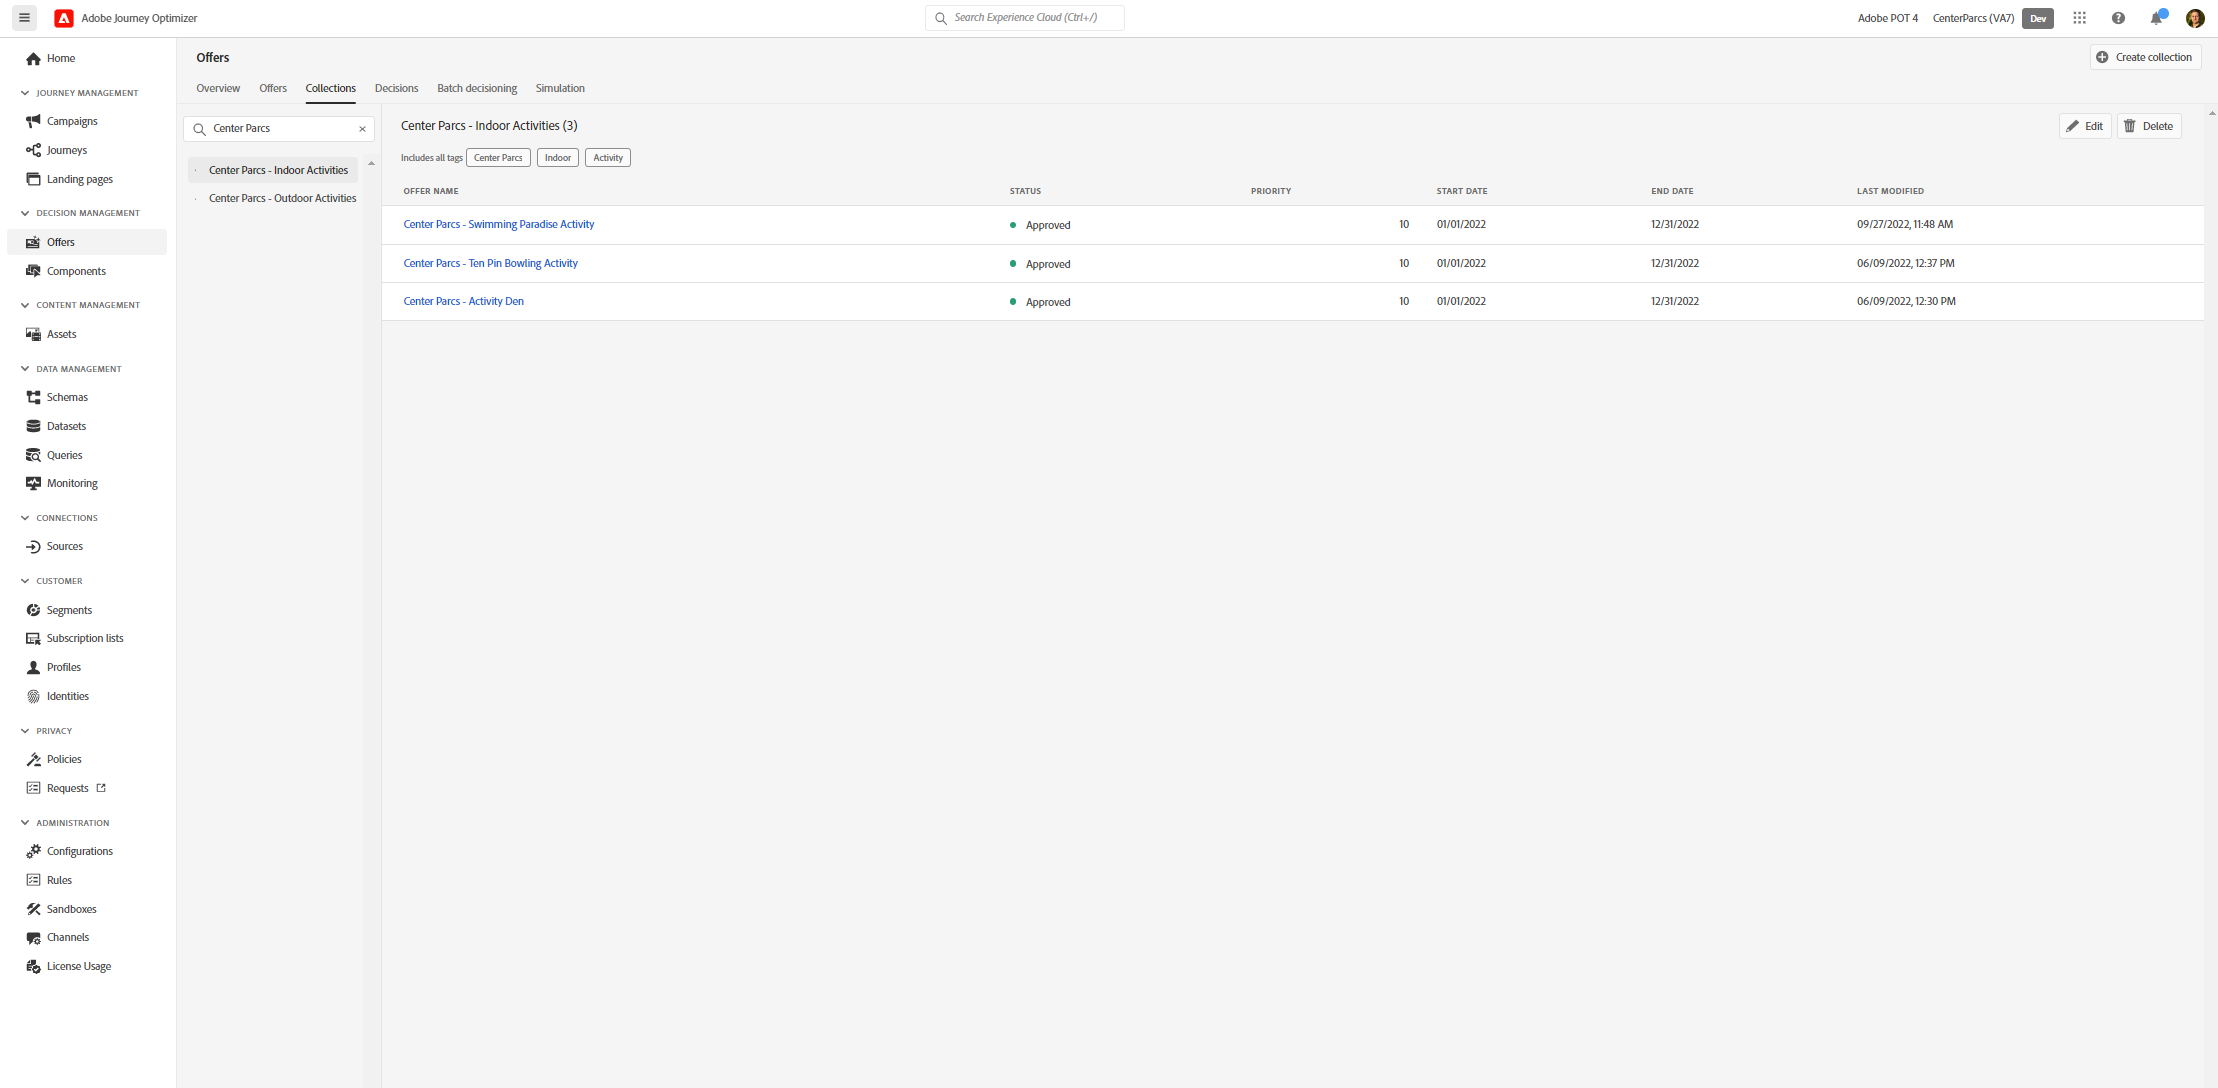 Adobe Journey Optimizer
Search Experience Cloud (Ctrl+/)
Adobe POT 4
CenterParcs (VA7)
Dev
Home
JOURNEY MANAGEMENT
Campaigns
Journeys
Landing pages
DECISION MANAGEMENT
Offers
Components
CONTENT MANAGEMENT
Assets
DATA MANAGEMENT
Schemas
Datasets
Queries
Monitoring
CONNECTIONS
Sources
CUSTOMER
Segments
Subscription lists
Profiles
Identities
PRIVACY
Policies
Requests
ADMINISTRATION
Configurations
Rules
Sandboxes
Channels
License Usage
Offers
Create collection
Overview Offers Collections Decisions Batch decisioning Simulation
Center Parcs
Center Parcs - Indoor Activities
Center Parcs - Outdoor Activities
Center Parcs - Indoor Activities (3)
Edit Delete
Includes all tags Center Parcs Indoor Activity
OFFER NAME STATUS PRIORITY START DATE END DATE LAST MODIFIED
Center Parcs - Swimming Paradise Activity Approved 10 01/01/2022 12/31/2022 09/27/2022, 11:48 AM
Center Parcs - Ten Pin Bowling Activity Approved 10 01/01/2022 12/31/2022 06/09/2022, 12:37 PM
Center Parcs - Activity Den Approved 10 01/01/2022 12/31/2022 06/09/2022, 12:30 PM